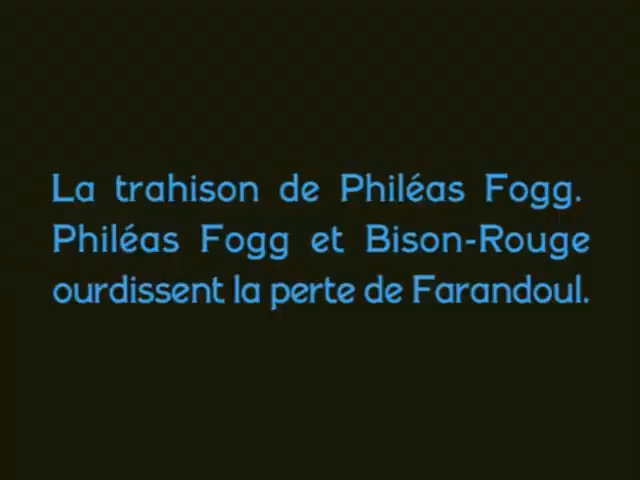 La trahison de Philéas Fogg.
Philéas Fogg et Bison-Rouge
ourdissent la perte de Farandoul.